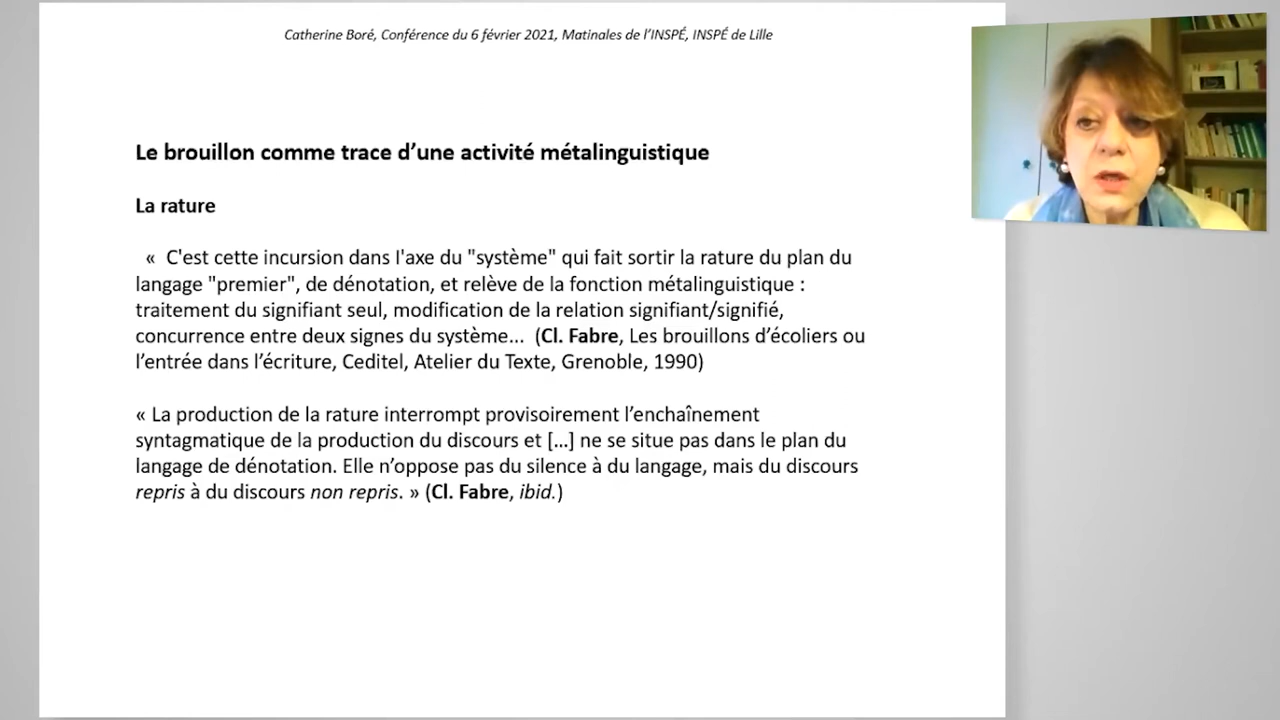 Catherine Boré, Conférence du 6 février 2021, Matinales de l'INSPÉ, INSPÉ de Lille
Le brouillon comme trace d'une activité métalinguistique
La rature
« C'est cette incursion dans l'axe du "système" qui fait sortir la rature du plan du
langage "premier", de dénotation, et relève de la fonction métalinguistique :
traitement du signifiant seul, modification de la relation signifiant/signifié,
concurrence entre deux signes du système... (Cl. Fabre, Les brouillons d'écoliers ou
l'entrée dans l'écriture, Ceditel, Atelier du Texte, Grenoble, 1990)
« La production de la rature interrompt provisoirement l'enchaînement
syntagmatique de la production du discours et [...] ne se situe pas dans le plan du
langage de dénotation. Elle n'oppose pas du silence à du langage, mais du discours
repris à du discours non repris. » (Cl. Fabre, ibid.)